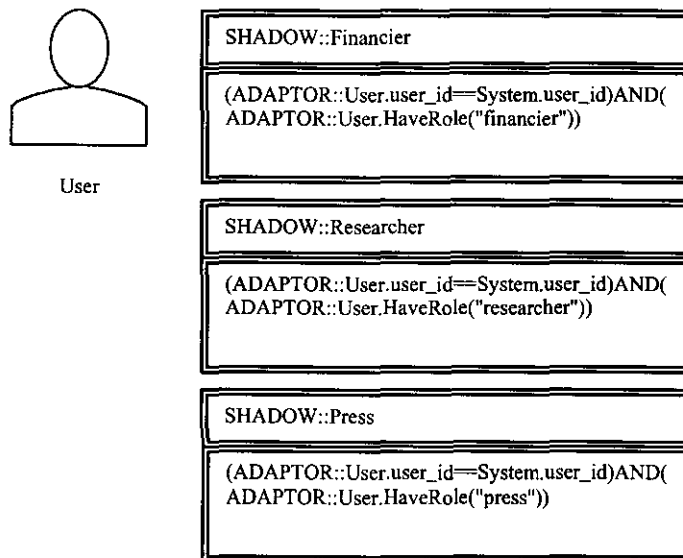 SHADOW::Financier
(ADAPTOR::User.user_id==System.user_id)AND(
ADAPTOR::User.HaveRole("financier"))
User
SHADOW::Researcher
(ADAPTOR::User.user_id==System.user_id)AND(
ADAPTOR::User.HaveRole("researcher"))
SHADOW::Press
(ADAPTOR::User.user_id==System.user_id)AND(
ADAPTOR::User.HaveRole("press"))